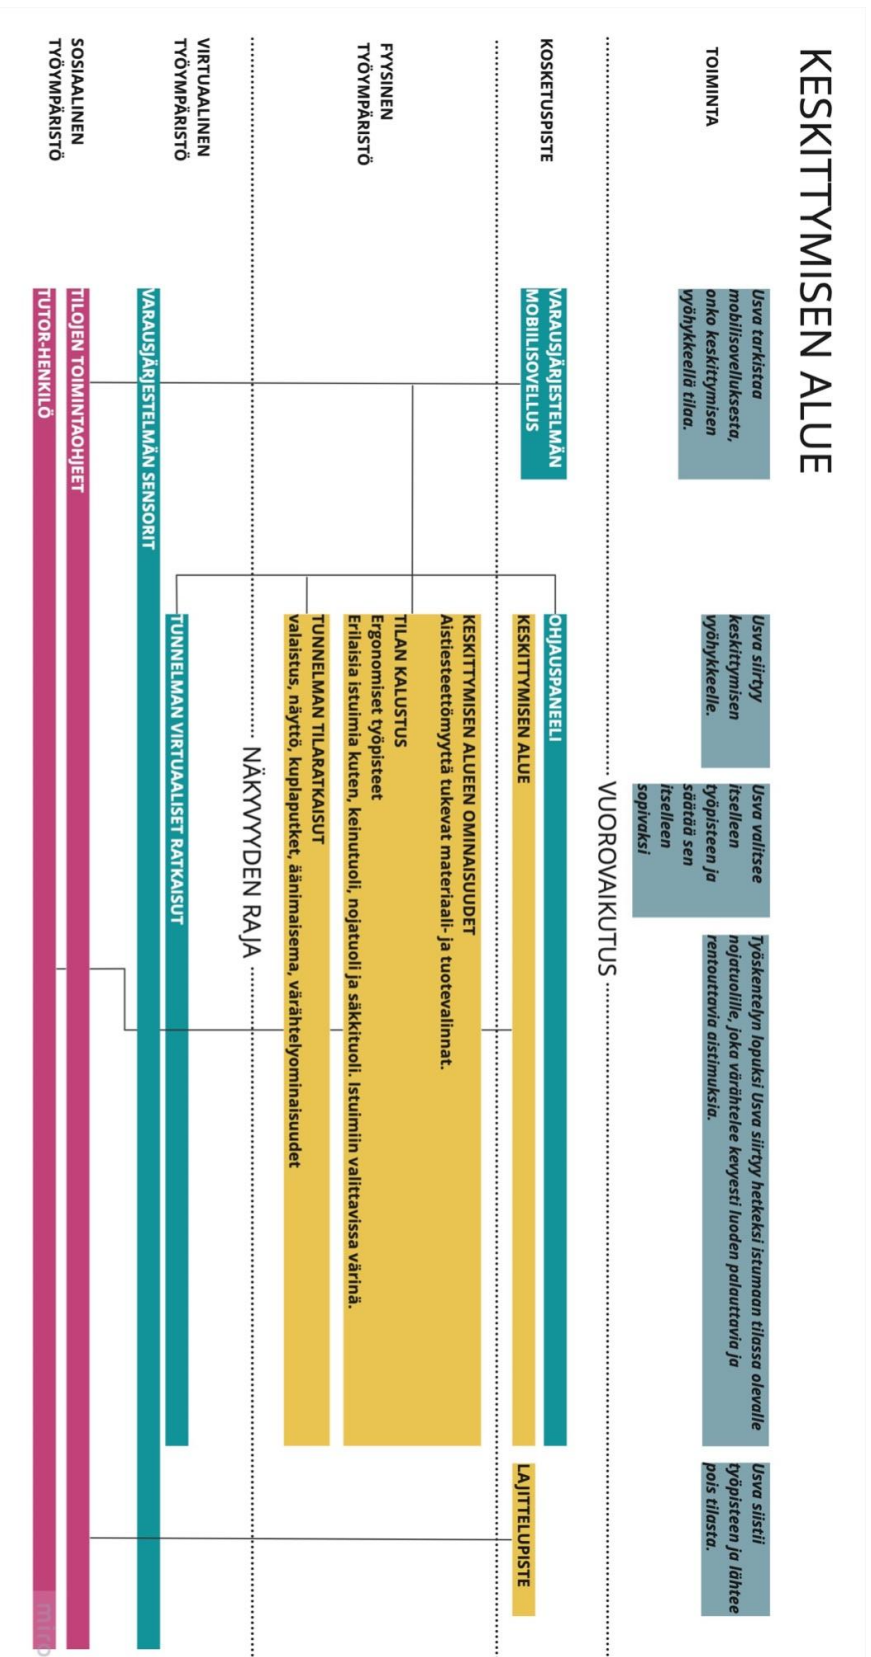 KESKITTYMISEN ALUE
TOIMINTA
Usva tarkistaa
mobiilisovelluksesta,
onko keskittymisen
vyöhykkeellä tilaa.
Usva siirtyy
keskittymisen
vyöhykkeelle.
Usva valitsee
itselleen
työpisteen ja
säätää sen
itselleen
sopivaksi
Työskentelyn lopuksi Usva siirtyy hetkeksi istumaan tilassa olevalle
nojatuolille, joka värähtelee kevyesti luoden palauttavia ja
rentouttavia aistimuksia.
Usva siistii
työpisteen ja lähtee
pois tilasta.
VUOROVAIKUTUS
KOSKETUSPISTE
VARAUSJÄRJESTELMÄN
MOBIILISOVELLUS
OHJAUSPANEELI
KESKITTYMISEN ALUE
LAJITTELUPISTE
FYYSINEN
TYÖYMPÄRISTÖ
KESKITTYMISEN ALUEEN OMINAISUUDET
Aistiesteettömyyttä tukevat materiaali- ja tuotevalinnat.
TILAN KALUSTUS
Ergonomiset työpisteet
Erilaisia istuimia kuten, keinutuoli, nojatuoli ja säkkituoli. Istuimiin valittavissa värinä.
TUNNELMAN TILARATKAISUT
valaistus, näyttö, kuplaputket, äänimaisema, värähtelyominaisuudet
NÄKYVYYDEN RAJA
VIRTUAALINEN
TYÖYMPÄRISTÖ
TUNNELMAN VIRTUAALISET RATKAISUT
VARAUSJÄRJESTELMÄN SENSORIT
SOSIAALINEN
TYÖYMPÄRISTÖ
TILOJEN TOIMINTAOHJEET
TUTOR-HENKILÖ
miro